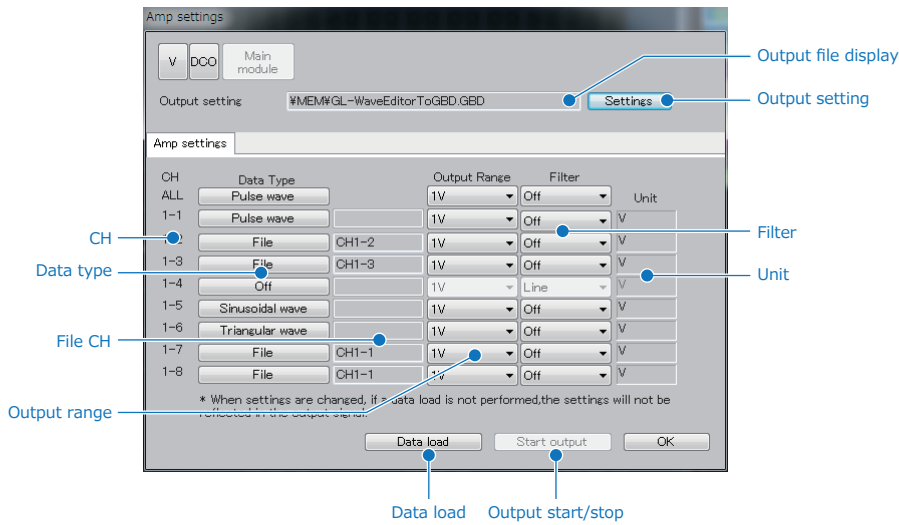 Amp settings
V DCO Main module
Output file display
Output setting ¥MEM¥GL-WaveEditorToGBD.GBD Settings
Output setting
Amp settings
CH Data Type Output Range Filter Unit
ALL Pulse wave 1V Off
1-1 Pulse wave 1V Off V
1-2 File CH1-2 1V Off V
1-3 File CH1-3 1V Off V
1-4 Off 1V Line V
1-5 Sinusoidal wave 1V Off V
1-6 Triangular wave 1V Off V
1-7 File CH1-1 1V Off V
1-8 File CH1-1 1V Off V
CH
Data type
File CH
Output range
Filter
Unit
* When settings are changed, if a data load is not performed,the settings will not be
reflected in the output signal.
Data load Start output OK
Data load Output start/stop